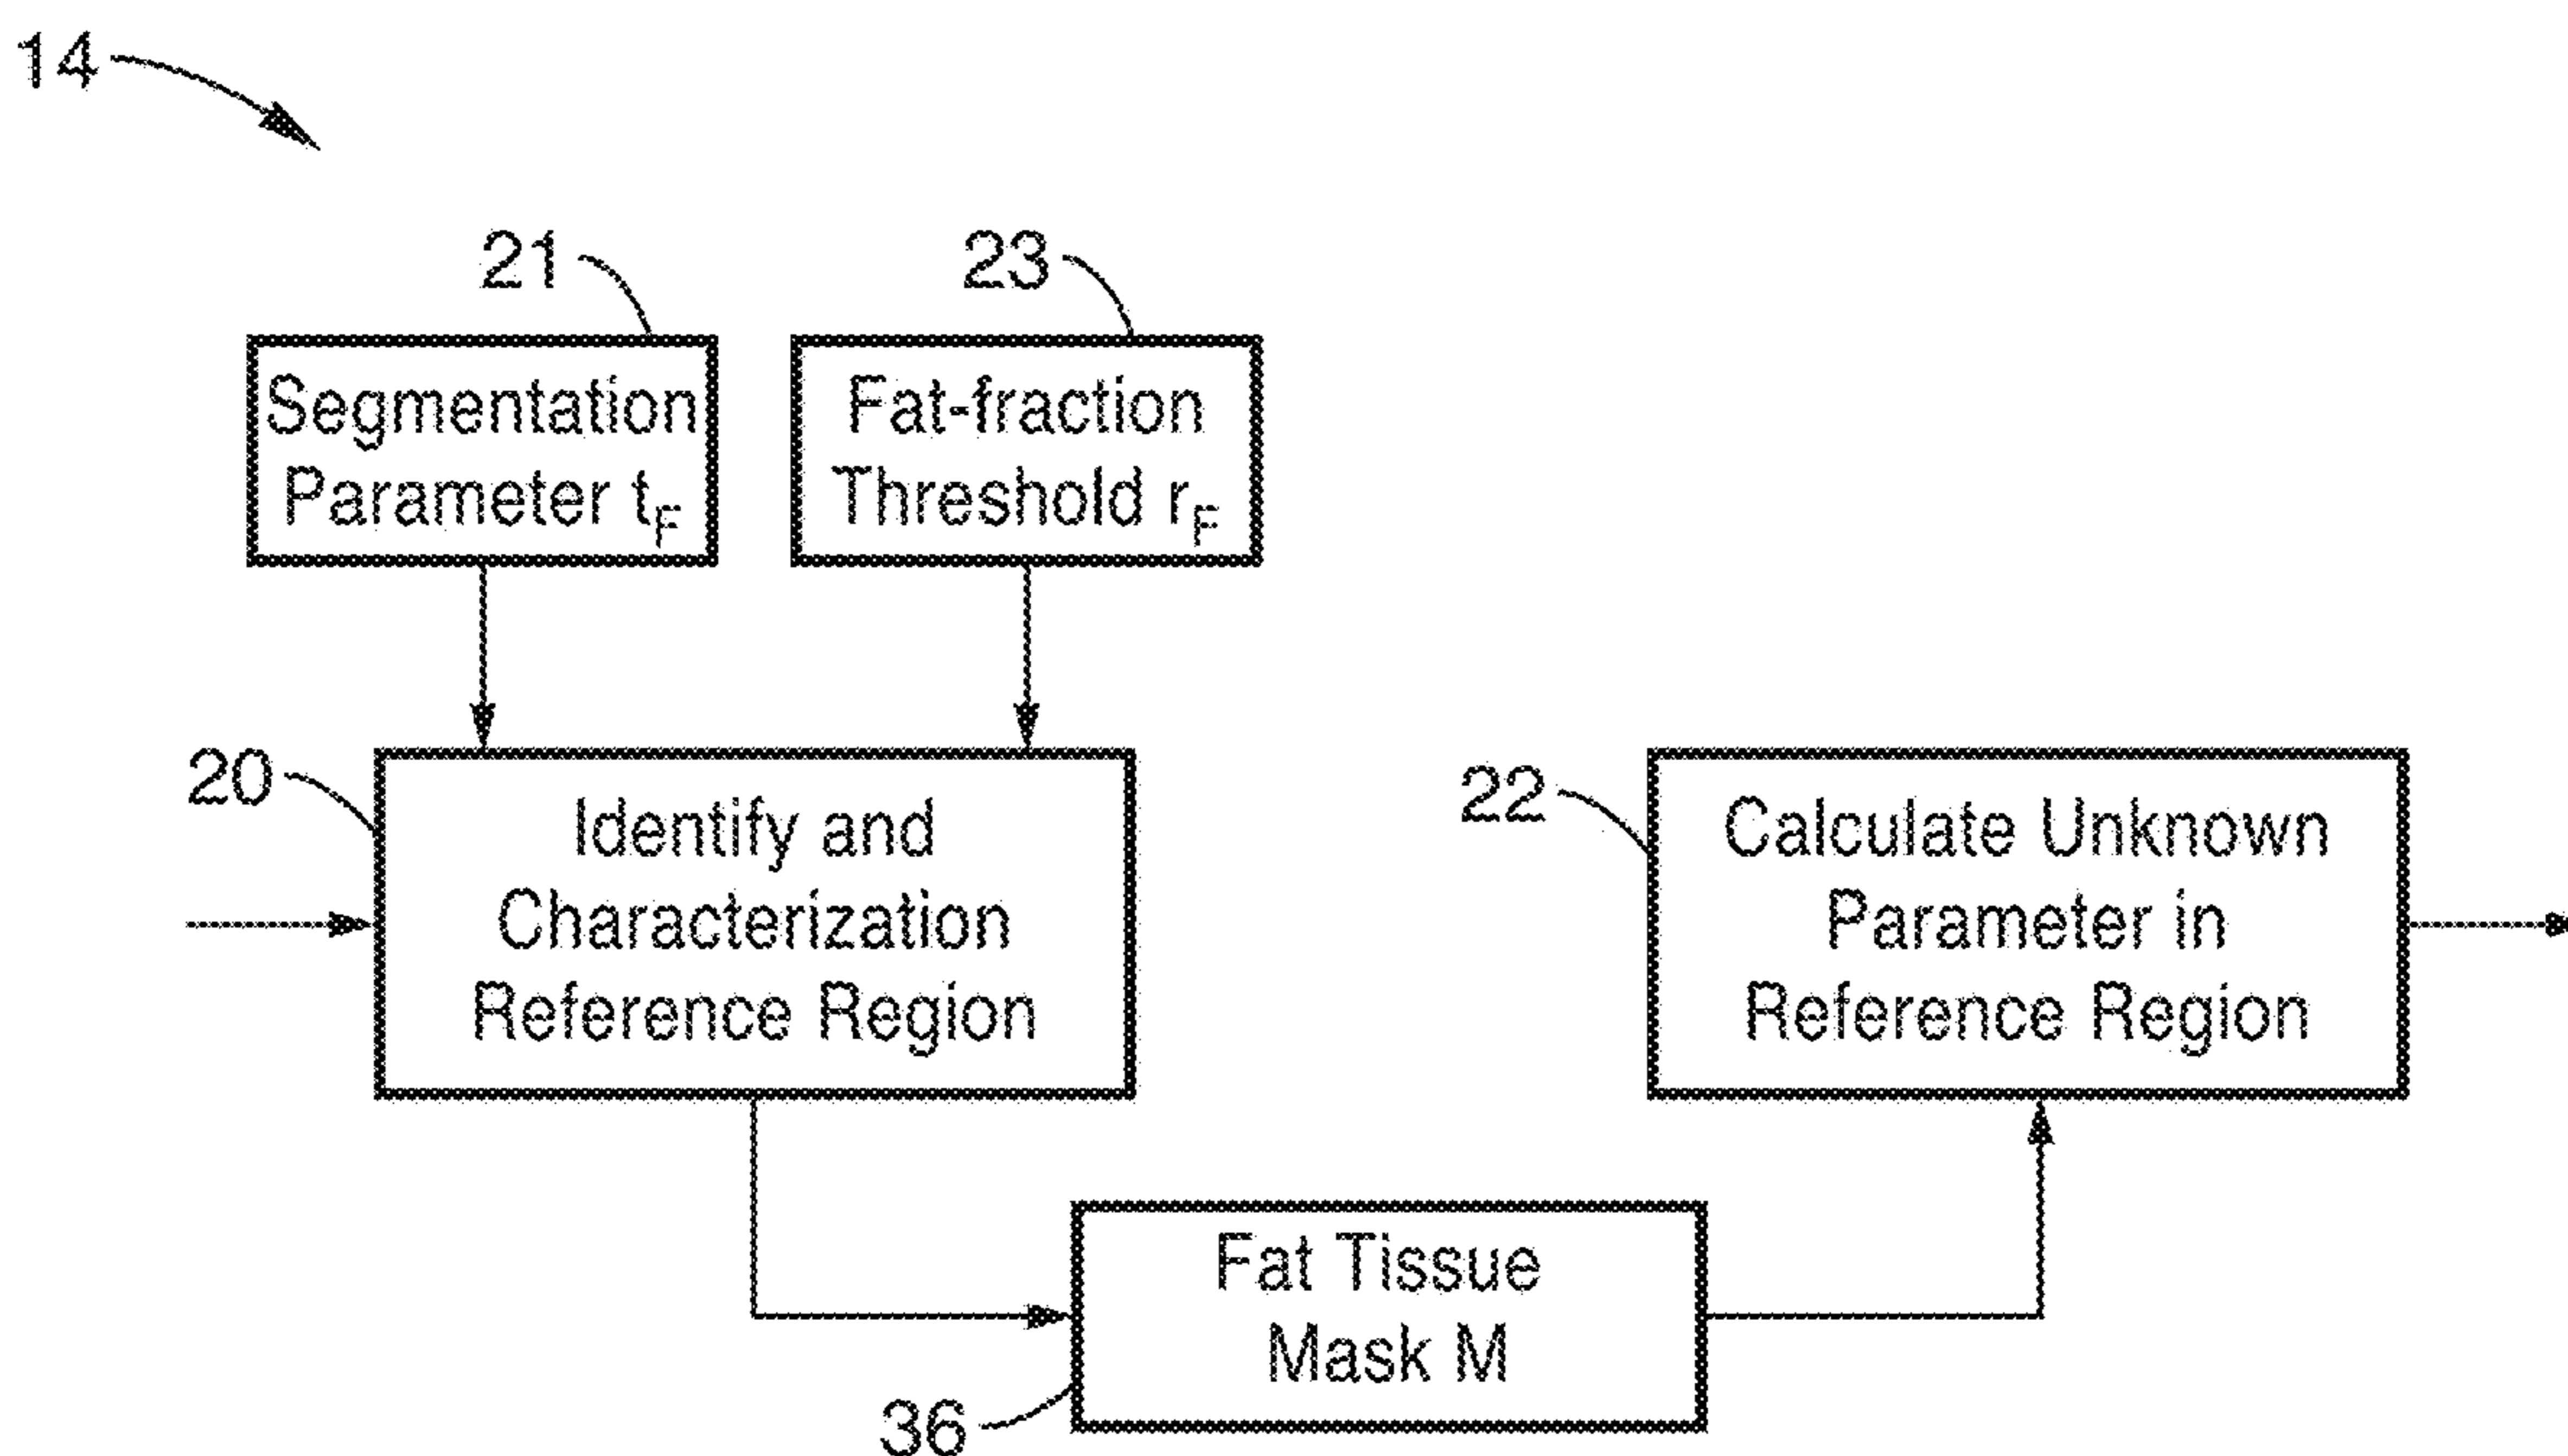 14
21
23
Segmentation
Parameter t_F
Fat-fraction
Threshold r_F
20
Identify and
Characterization
Reference Region
22
Calculate Unknown
Parameter in
Reference Region
Fat Tissue
Mask M
36